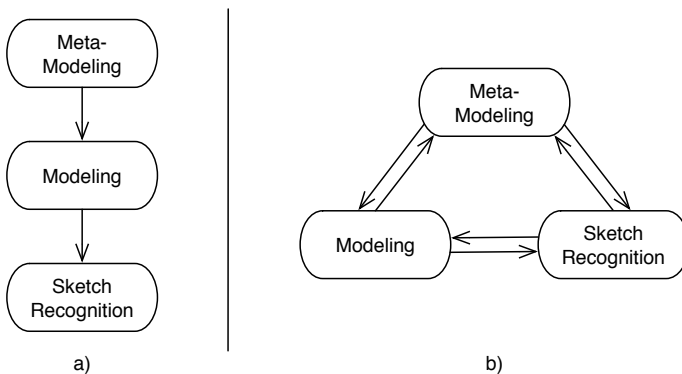 Meta-
Modeling
Modeling
Sketch
Recognition
a)
Meta-
Modeling
Modeling
Sketch
Recognition
b)